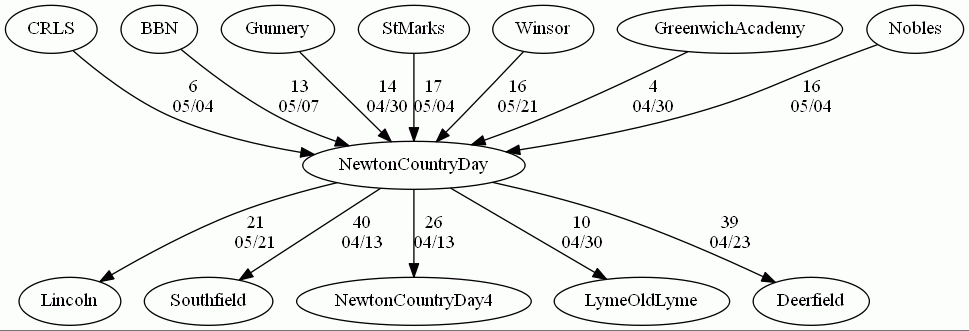 CRLS BBN Gunnery StMarks Winsor GreenwichAcademy Nobles
6 13 14 17 16 4 16
05/04 05/07 04/30 05/04 05/21 04/30 05/04
NewtonCountryDay
21 40 26 10 39
05/21 04/13 04/13 04/30 04/23
Lincoln Southfield NewtonCountryDay4 LymeOldLyme Deerfield